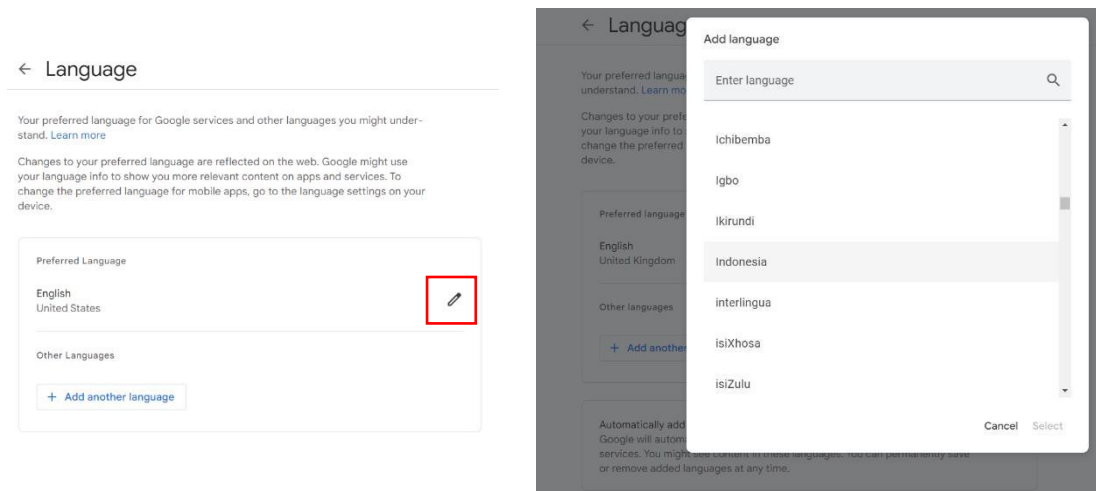 ← Language
Your preferred language for Google services and other languages you might under-
stand. Learn more
Changes to your preferred language are reflected on the web. Google might use
your language info to show you more relevant content on apps and services. To
change the preferred language for mobile apps, go to the language settings on your
device.
Preferred Language
English
United States
Other Languages
+ Add another language
← Languag
Your preferred langua
understand. Learn mo
Changes to your prefe
your language info to
change the preferred
device.
Preferred language
English
United Kingdom
Other languages
+ Add another
Automatically add
Google will automa
services. You might see content in these languages. You can permanently save
or remove added languages at any time.
Add language
Enter language
Ichibemba
Igbo
Ikirundi
Indonesia
interlingua
isiXhosa
isiZulu
Cancel Select